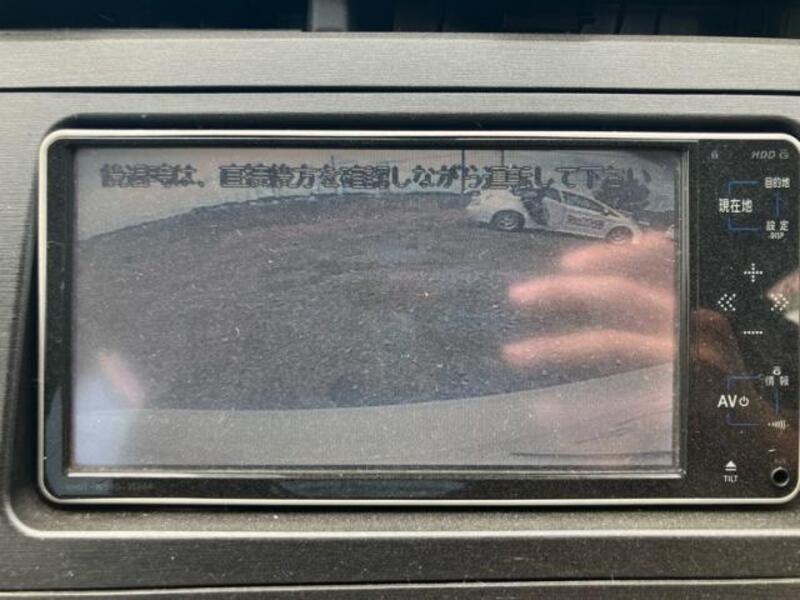 後退時は、直接後方を確認しながら運転して下さい
HDD
目的地
現在地
設定
DISP
情報
AV
TILT